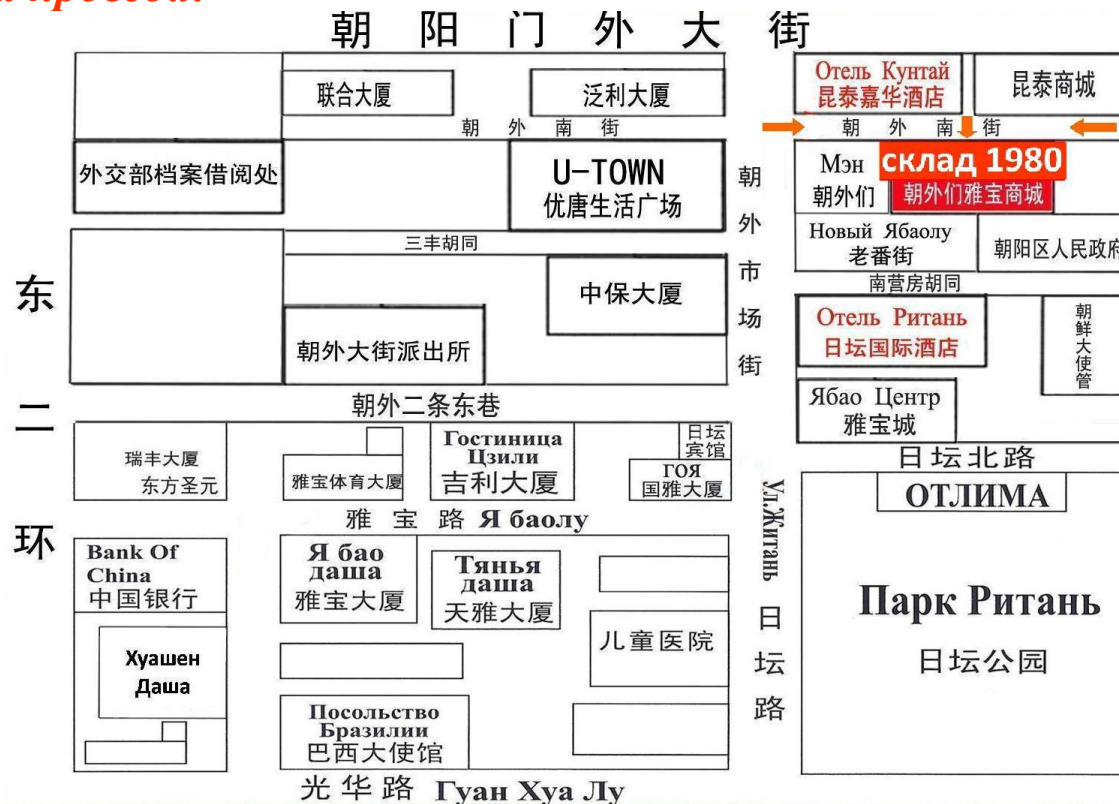 朝阳门外大街
联合大厦
泛利大厦
Отель Кунтай
昆泰嘉华酒店
昆泰商城
朝外南街
朝外南街
外交部档案借阅处
U-TOWN
优唐生活广场
朝外市场街
Мэн
朝外们
склад 1980
朝外们雅宝商城
Новый Ябаолу
老番街
朝阳区人民政府
三丰胡同
南营房胡同
中保大厦
朝外大街派出所
Отель Ритань
日坛国际酒店
朝鲜大使管
Ябао Центр
雅宝城
东二环
朝外二条东巷
日坛北路
瑞丰大厦
东方圣元
雅宝体育大厦
Гостиница
Цзили
吉利大厦
日坛
宾馆
ГОЯ
国雅大厦
雅宝路 Я баолу
Ул.Житань
日坛路
ОТЛИМА
Парк Ритань
日坛公园
Bank Of
China
中国银行
Я бао
даша
雅宝大厦
Тянья
даша
天雅大厦
儿童医院
Хуашен
Даша
Посольство
Бразилии
巴西大使馆
光华路 Гуан Хуа Лу